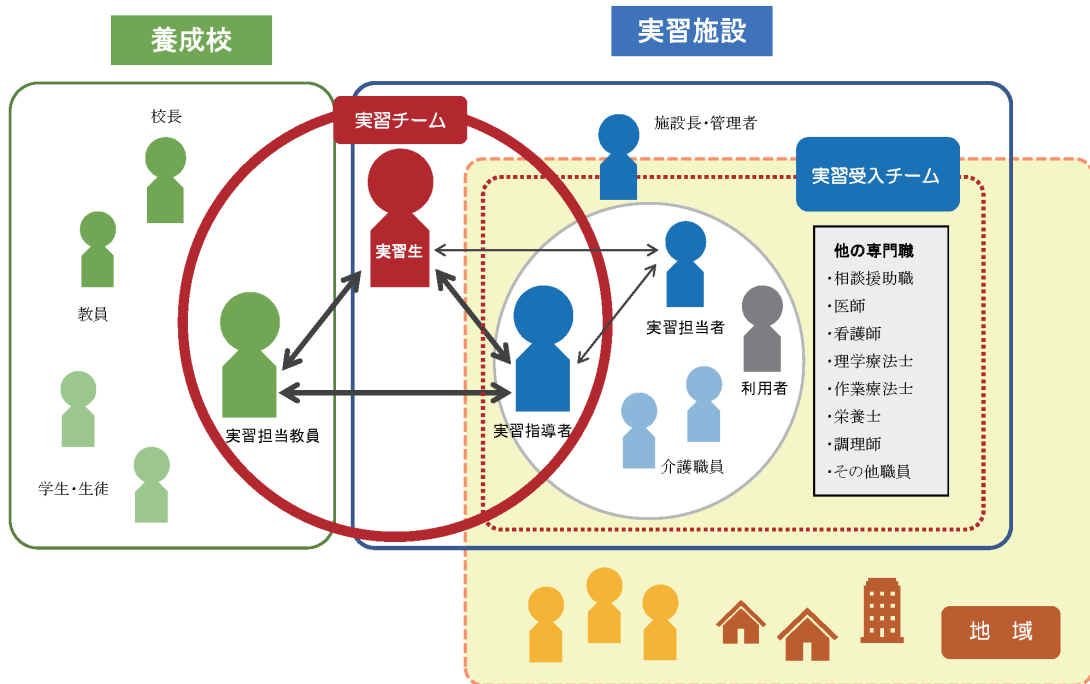 養成校
実習施設
校長
実習チーム
施設長・管理者
実習受入チーム
実習生
教員
他の専門職
・相談援助職
・医師
・看護師
・理学療法士
・作業療法士
・栄養士
・調理師
・その他職員
実習担当者
利用者
実習担当教員
実習指導者
介護職員
学生・生徒
地 域